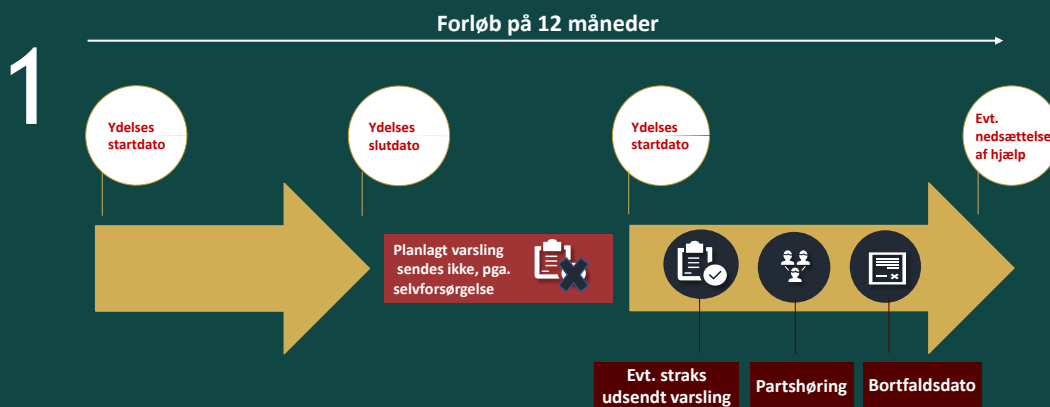 Forløb på 12 måneder
1
Ydelses
startdato
Ydelses
slutdato
Ydelses
startdato
Evt.
nedsættelse
af hjælp
Planlagt varsling
sendes ikke, pga.
selvforsørgelse
Evt. straks
udsendt varsling
Partshøring
Bortfaldsdato